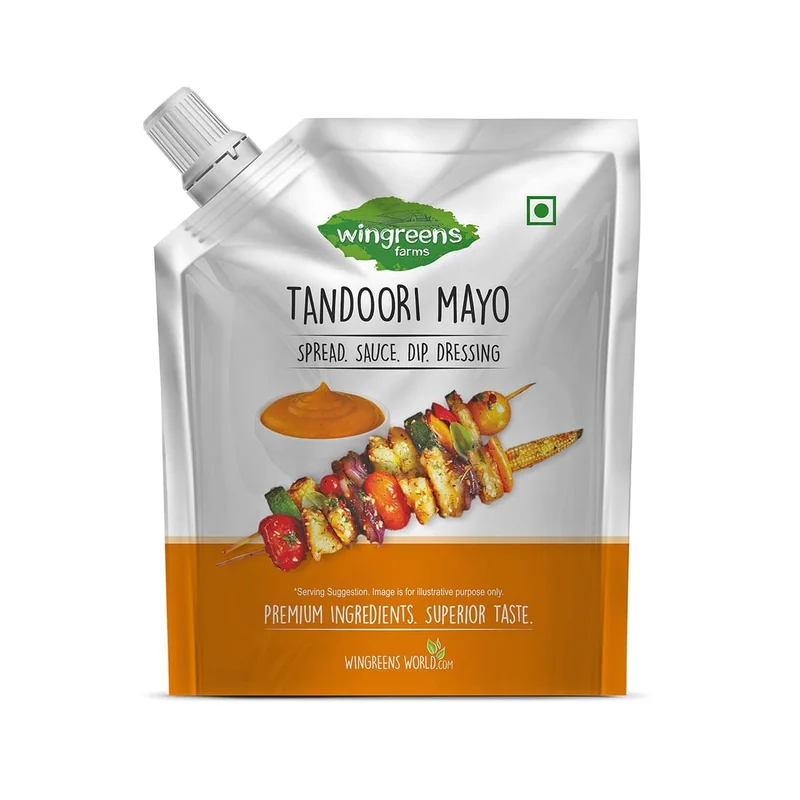 wingreens
farms
TANDOORI MAYO
SPREAD. SAUCE. DIP. DRESSING
*Serving Suggestion. Image is for illustrative purpose only.
PREMIUM INGREDIENTS. SUPERIOR TASTE.
WINGREENS WORLD.COM